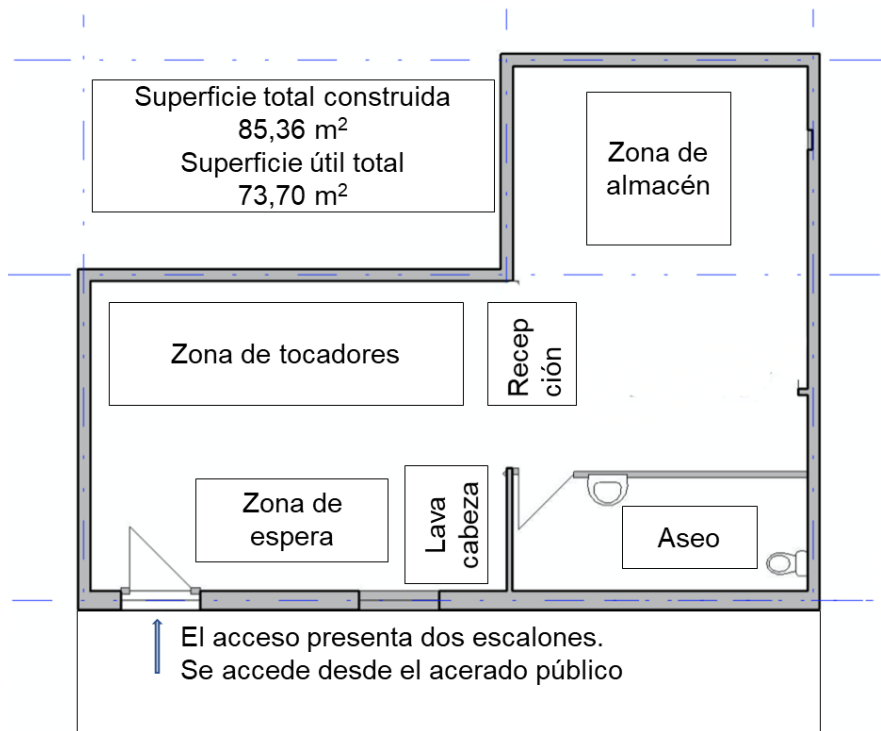 Superficie total construida
85,36 m²
Superficie útil total
73,70 m²
Zona de
almacén
Zona de tocadores
Recep
ción
Zona de
espera
Lava
cabeza
Aseo
El acceso presenta dos escalones.
Se accede desde el acerado público